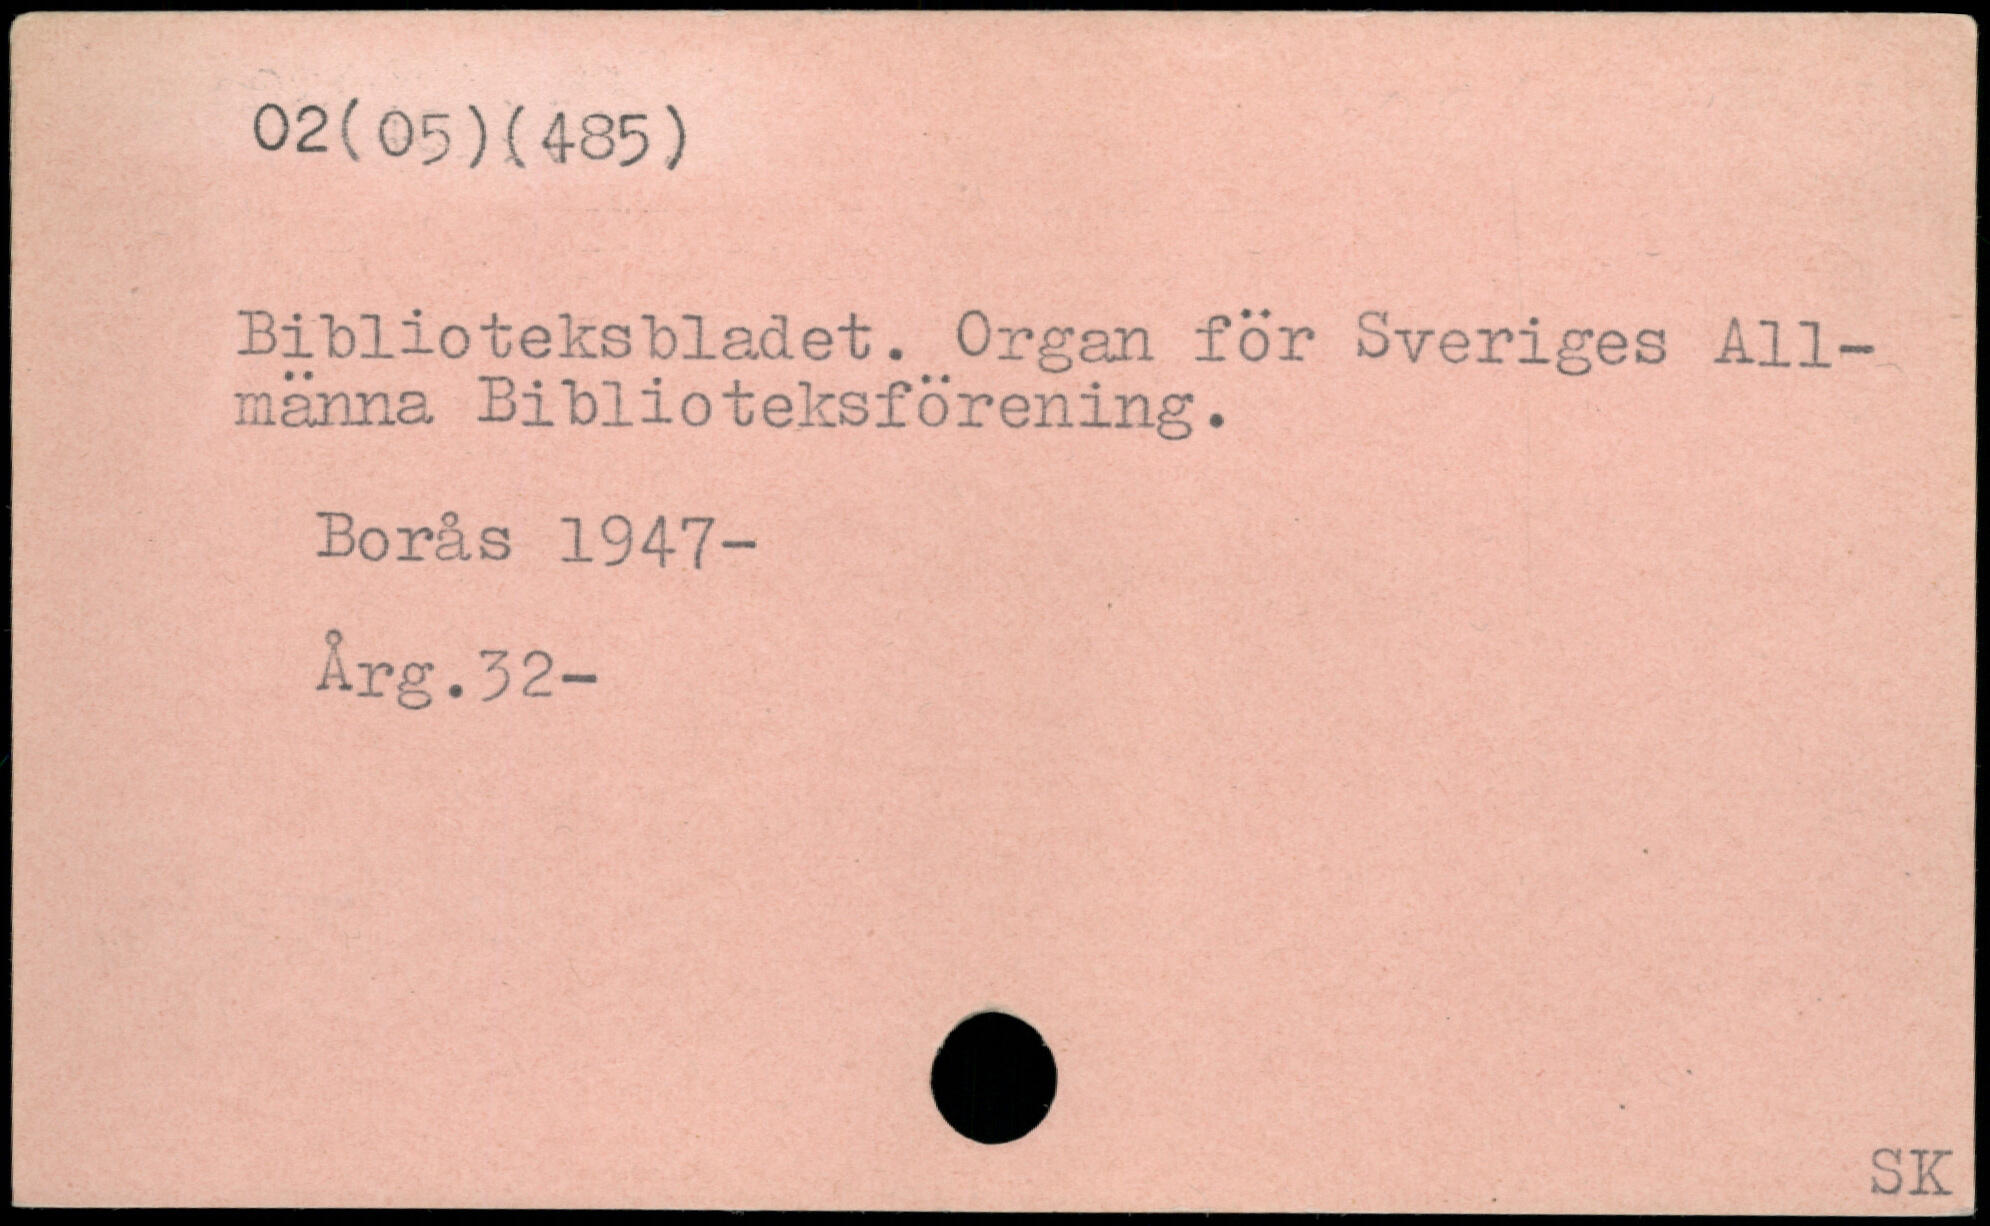 02(05)(485)
Biblioteksbladet. Organ för Sveriges All-
männa Biblioteksförening.
Borås 1947-
Årg.32-
SK